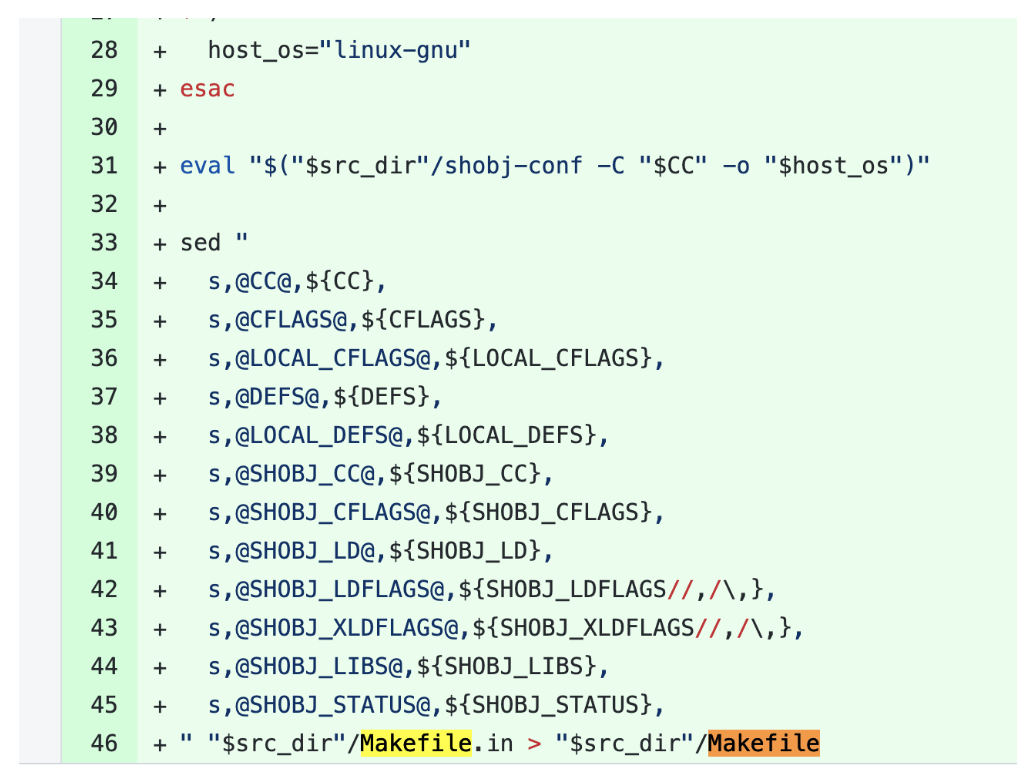 28 +   host_os="linux-gnu"
29 + esac
30 +
31 + eval "$("$src_dir"/shobj-conf -C "$CC" -o "$host_os")"
32 +
33 + sed "
34 +   s,@CC@,${CC},
35 +   s,@CFLAGS@,${CFLAGS},
36 +   s,@LOCAL_CFLAGS@,${LOCAL_CFLAGS},
37 +   s,@DEFS@,${DEFS},
38 +   s,@LOCAL_DEFS@,${LOCAL_DEFS},
39 +   s,@SHOBJ_CC@,${SHOBJ_CC},
40 +   s,@SHOBJ_CFLAGS@,${SHOBJ_CFLAGS},
41 +   s,@SHOBJ_LD@,${SHOBJ_LD},
42 +   s,@SHOBJ_LDFLAGS@,${SHOBJ_LDFLAGS//,/\,},
43 +   s,@SHOBJ_XLDFLAGS@,${SHOBJ_XLDFLAGS//,/\,},
44 +   s,@SHOBJ_LIBS@,${SHOBJ_LIBS},
45 +   s,@SHOBJ_STATUS@,${SHOBJ_STATUS},
46 + " "$src_dir"/Makefile.in > "$src_dir"/Makefile